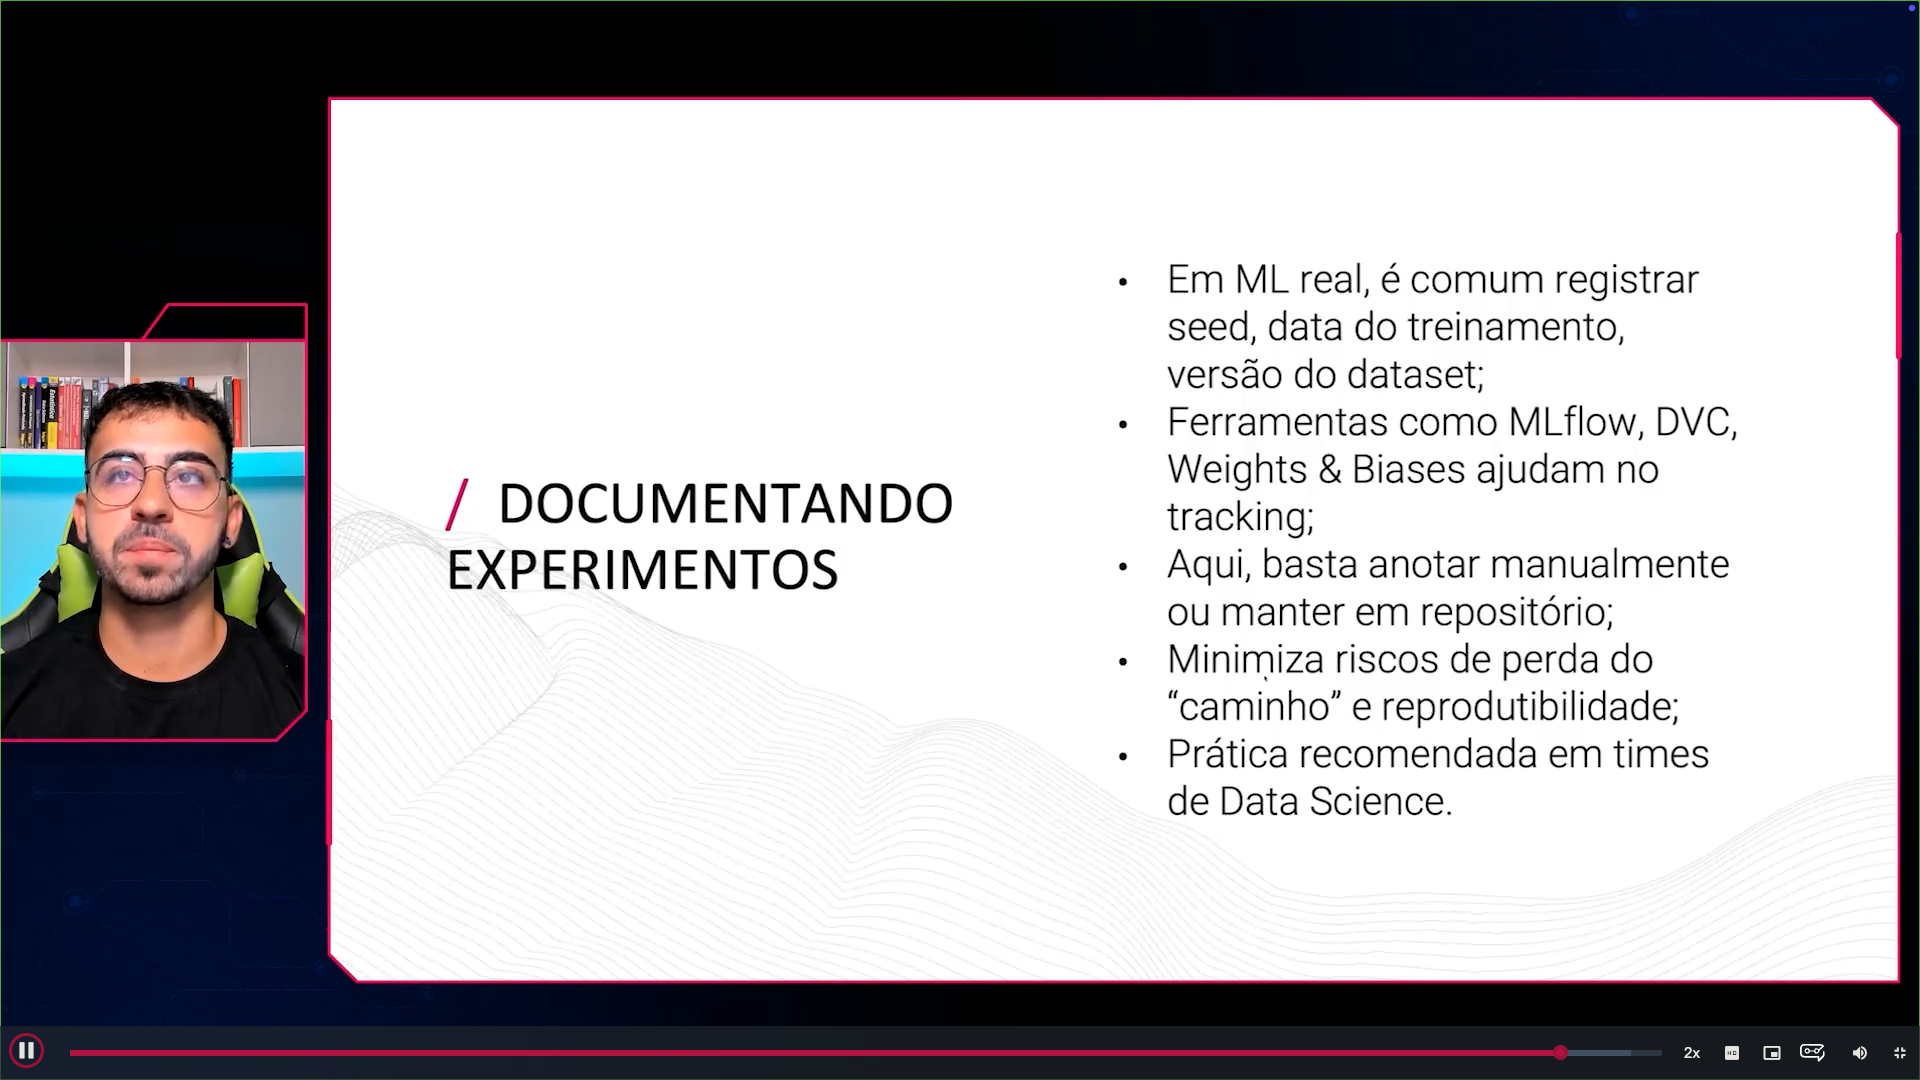 / DOCUMENTANDO
EXPERIMENTOS
• Em ML real, é comum registrar
seed, data do treinamento,
versão do dataset;
• Ferramentas como MLflow, DVC,
Weights & Biases ajudam no
tracking;
• Aqui, basta anotar manualmente
ou manter em repositório;
• Minimiza riscos de perda do
“caminho” e reprodutibilidade;
• Prática recomendada em times
de Data Science.
2x
HD